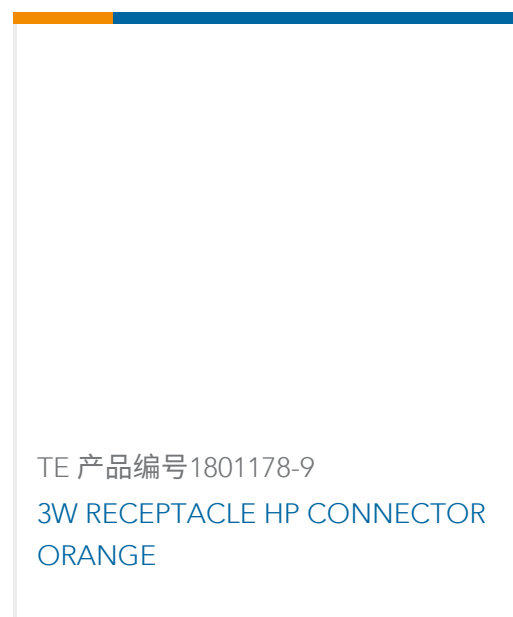 TE 产品编号1801178-9
3W RECEPTACLE HP CONNECTOR
ORANGE